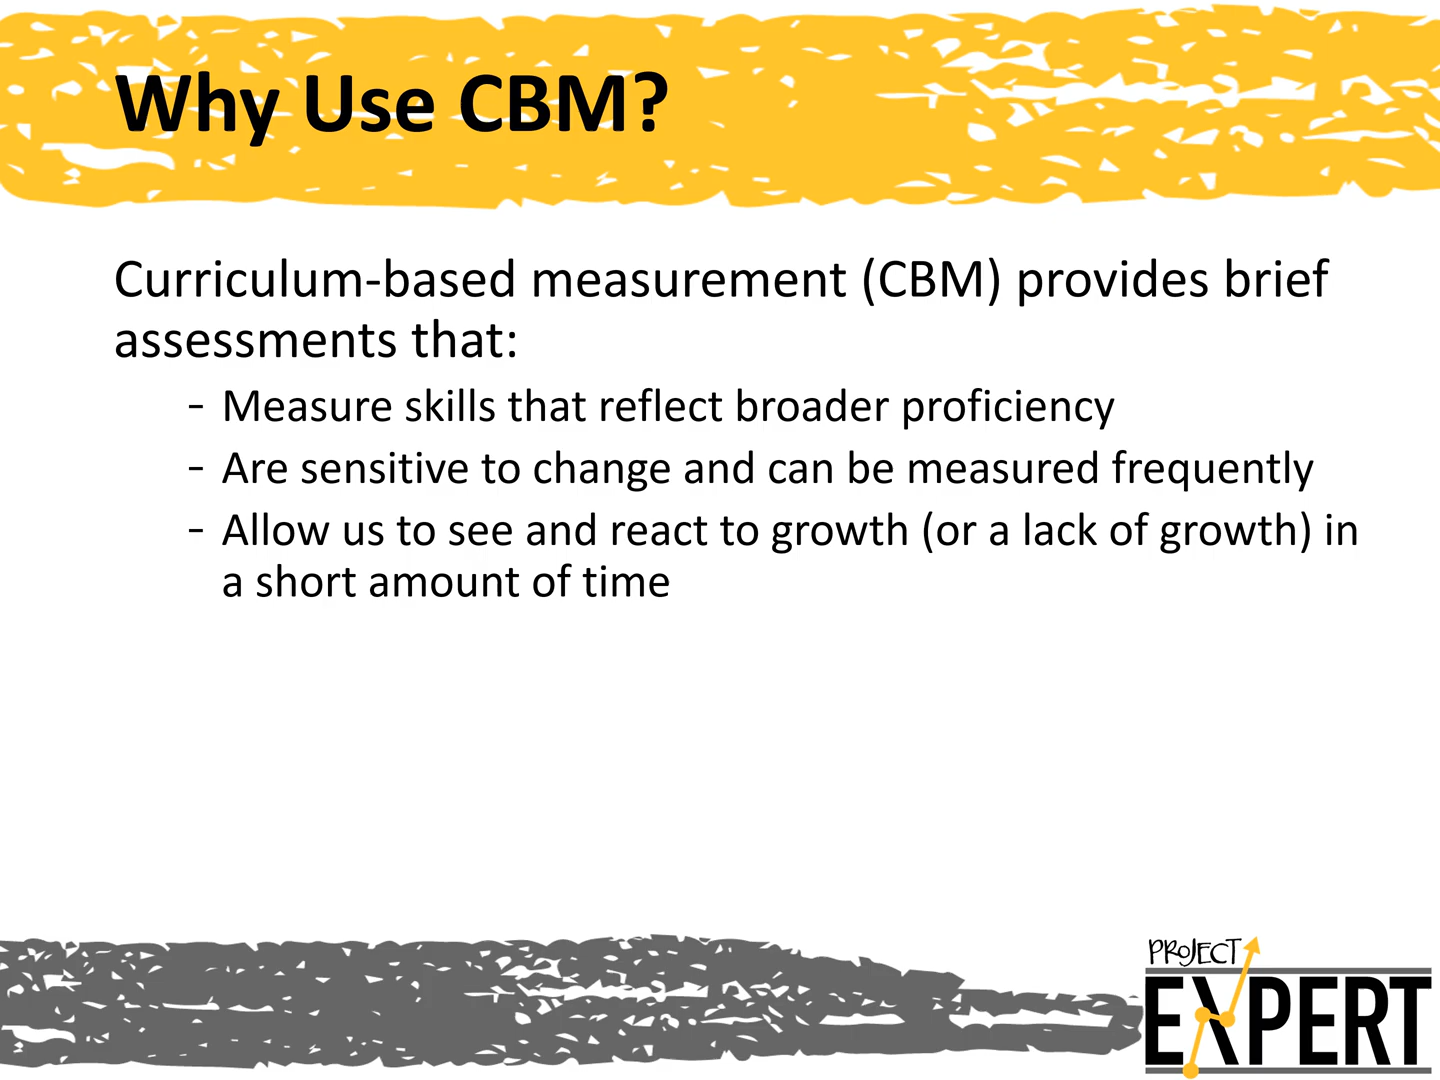 Why Use CBM?
Curriculum-based measurement (CBM) provides brief
assessments that:
- Measure skills that reflect broader proficiency
- Are sensitive to change and can be measured frequently
- Allow us to see and react to growth (or a lack of growth) in
a short amount of time
PROJECT
EXPERT